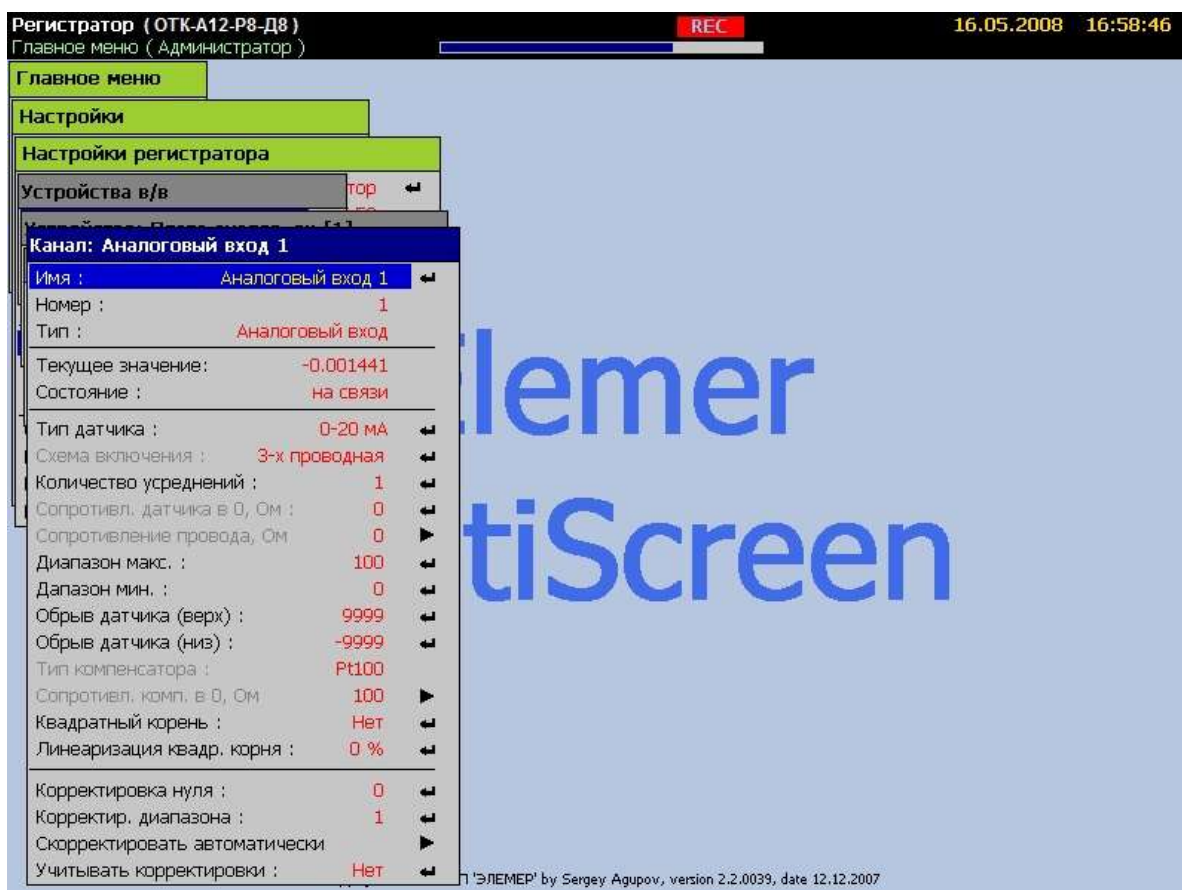 Регистратор ( ОТК-А12-Р8-Д8 )
REC
16.05.2008 16:58:46
Главное меню ( Администратор )
Главное меню
Настройки
Настройки регистратора
Устройства в/в
тор
Канал: Аналоговый вход 1
Имя : Аналоговый вход 1
Номер : 1
Тип : Аналоговый вход
Текущее значение: -0.001441
Состояние : на связи
Тип датчика : 0-20 мА
Схема включения : 3-х проводная
Количество усреднений : 1
Сопротивл. датчика в 0, Ом : 0
Сопротивление провода, Ом 0
Диапазон макс. : 100
Дапазон мин. : 0
Обрыв датчика (верх) : 9999
Обрыв датчика (низ) : -9999
Тип компенсатора : Pt100
Сопротивл. комп. в 0, Ом 100
Квадратный корень : Нет
Линеаризация квадр. корня : 0 %
Корректировка нуля : 0
Корректир. диапазона : 1
Скорректировать автоматически
Учитывать корректировки : Нет
lemer
tiScreen
П 'ЭЛЕМЕР' by Sergey Agupov, version 2.2.0039, date 12.12.2007